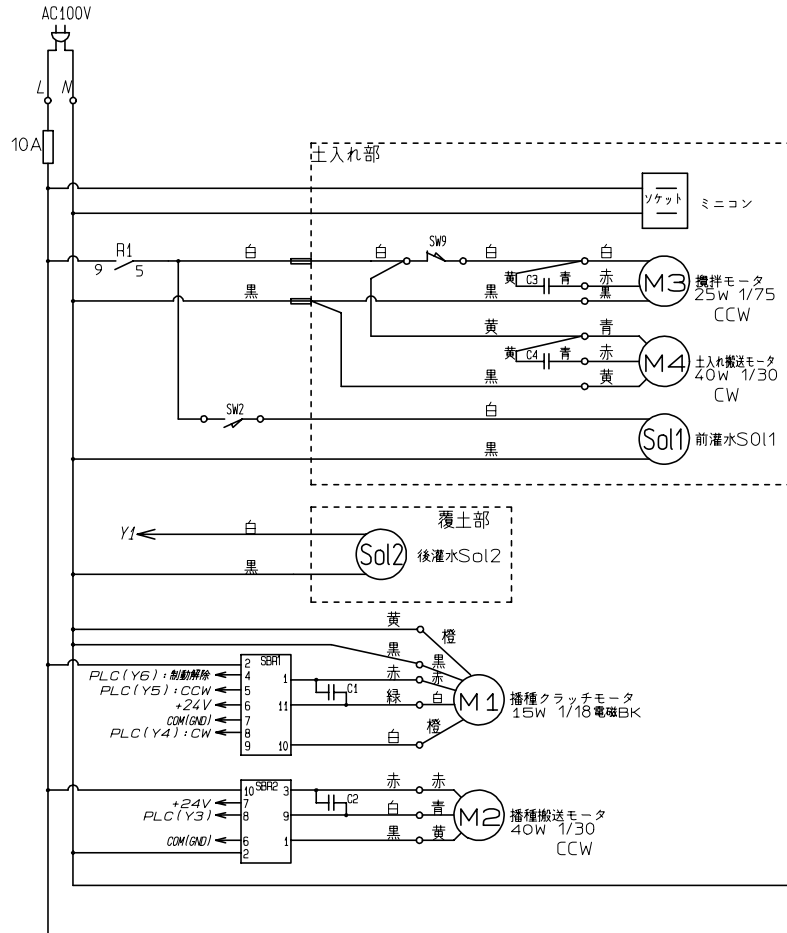 AC100V
L N
10A
土入れ部
ソケット ミニコン
R1
9 5
白 白 SW9 白 白
黄 C3 青 赤
黒 黒 黒
M3
攪拌モータ
25W 1/75
CCW
黄 青
黄 C4 青 赤
黒 黄
M4
土入れ搬送モータ
40W 1/30
CW
SW2 白
黒
Sol1 前灌水SOl1
覆土部
Y1 白
黒
Sol2 後灌水Sol2
黄 橙
黒 黒
2 SBR1
PLC(Y6):制動解除 4 1 赤 赤
C1
PLC(Y5):CCW 5
+24V 6 11 緑 白
COM(GND) 7
PLC(Y4):CW 8
9 10 白 橙
M1
播種クラッチモータ
15W 1/18電磁BK
10 SBR2 3 赤 赤
C2
+24V 7
PLC(Y3) 8 9 白 青
COM(GND) 6 1 黒 黄
2
M2
播種搬送モータ
40W 1/30
CCW